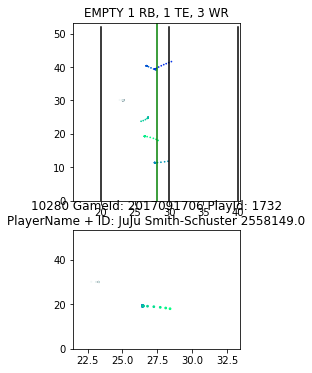 EMPTY 1 RB, 1 TE, 3 WR
50
40
30
20
10
0
20 25 30 35 40
10280 GameId: 2017091706 PlayId: 1732
PlayerName + ID: JuJu Smith-Schuster 2558149.0
40
20
0
22.5 25.0 27.5 30.0 32.5